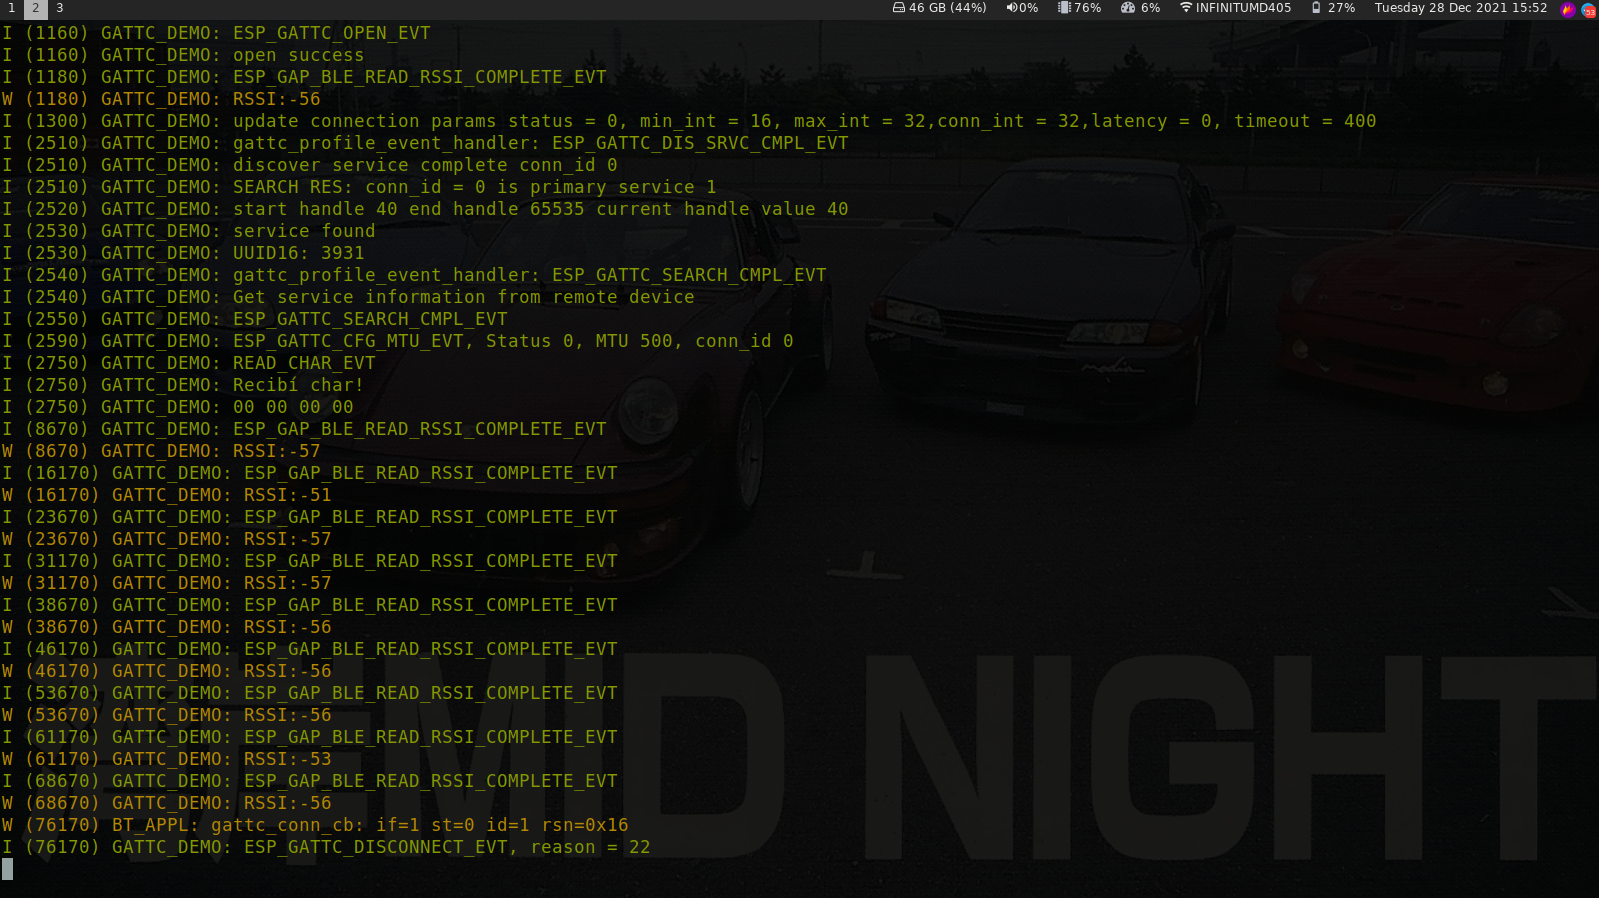 1 2 3 46 GB (44%) 0% 76% 6% INFINITUMD405 27% Tuesday 28 Dec 2021 15:52 53
I (1160) GATTC_DEMO: ESP_GATTC_OPEN_EVT
I (1160) GATTC_DEMO: open success
I (1180) GATTC_DEMO: ESP_GAP_BLE_READ_RSSI_COMPLETE_EVT
W (1180) GATTC_DEMO: RSSI:-56
I (1300) GATTC_DEMO: update connection params status = 0, min_int = 16, max_int = 32,conn_int = 32,latency = 0, timeout = 400
I (2510) GATTC_DEMO: gattc_profile_event_handler: ESP_GATTC_DIS_SRVC_CMPL_EVT
I (2510) GATTC_DEMO: discover service complete conn_id 0
I (2510) GATTC_DEMO: SEARCH RES: conn_id = 0 is primary service 1
I (2520) GATTC_DEMO: start handle 40 end handle 65535 current handle value 40
I (2530) GATTC_DEMO: service found
I (2530) GATTC_DEMO: UUID16: 3931
I (2540) GATTC_DEMO: gattc_profile_event_handler: ESP_GATTC_SEARCH_CMPL_EVT
I (2540) GATTC_DEMO: Get service information from remote device
I (2550) GATTC_DEMO: ESP_GATTC_SEARCH_CMPL_EVT
I (2590) GATTC_DEMO: ESP_GATTC_CFG_MTU_EVT, Status 0, MTU 500, conn_id 0
I (2750) GATTC_DEMO: READ_CHAR_EVT
I (2750) GATTC_DEMO: Recibí char!
I (2750) GATTC_DEMO: 00 00 00 00
I (8670) GATTC_DEMO: ESP_GAP_BLE_READ_RSSI_COMPLETE_EVT
W (8670) GATTC_DEMO: RSSI:-57
I (16170) GATTC_DEMO: ESP_GAP_BLE_READ_RSSI_COMPLETE_EVT
W (16170) GATTC_DEMO: RSSI:-51
I (23670) GATTC_DEMO: ESP_GAP_BLE_READ_RSSI_COMPLETE_EVT
W (23670) GATTC_DEMO: RSSI:-57
I (31170) GATTC_DEMO: ESP_GAP_BLE_READ_RSSI_COMPLETE_EVT
W (31170) GATTC_DEMO: RSSI:-57
I (38670) GATTC_DEMO: ESP_GAP_BLE_READ_RSSI_COMPLETE_EVT
W (38670) GATTC_DEMO: RSSI:-56
I (46170) GATTC_DEMO: ESP_GAP_BLE_READ_RSSI_COMPLETE_EVT
W (46170) GATTC_DEMO: RSSI:-56
I (53670) GATTC_DEMO: ESP_GAP_BLE_READ_RSSI_COMPLETE_EVT
W (53670) GATTC_DEMO: RSSI:-56
I (61170) GATTC_DEMO: ESP_GAP_BLE_READ_RSSI_COMPLETE_EVT
W (61170) GATTC_DEMO: RSSI:-53
I (68670) GATTC_DEMO: ESP_GAP_BLE_READ_RSSI_COMPLETE_EVT
W (68670) GATTC_DEMO: RSSI:-56
W (76170) BT_APPL: gattc_conn_cb: if=1 st=0 id=1 rsn=0x16
I (76170) GATTC_DEMO: ESP_GATTC_DISCONNECT_EVT, reason = 22
MID NIGHT